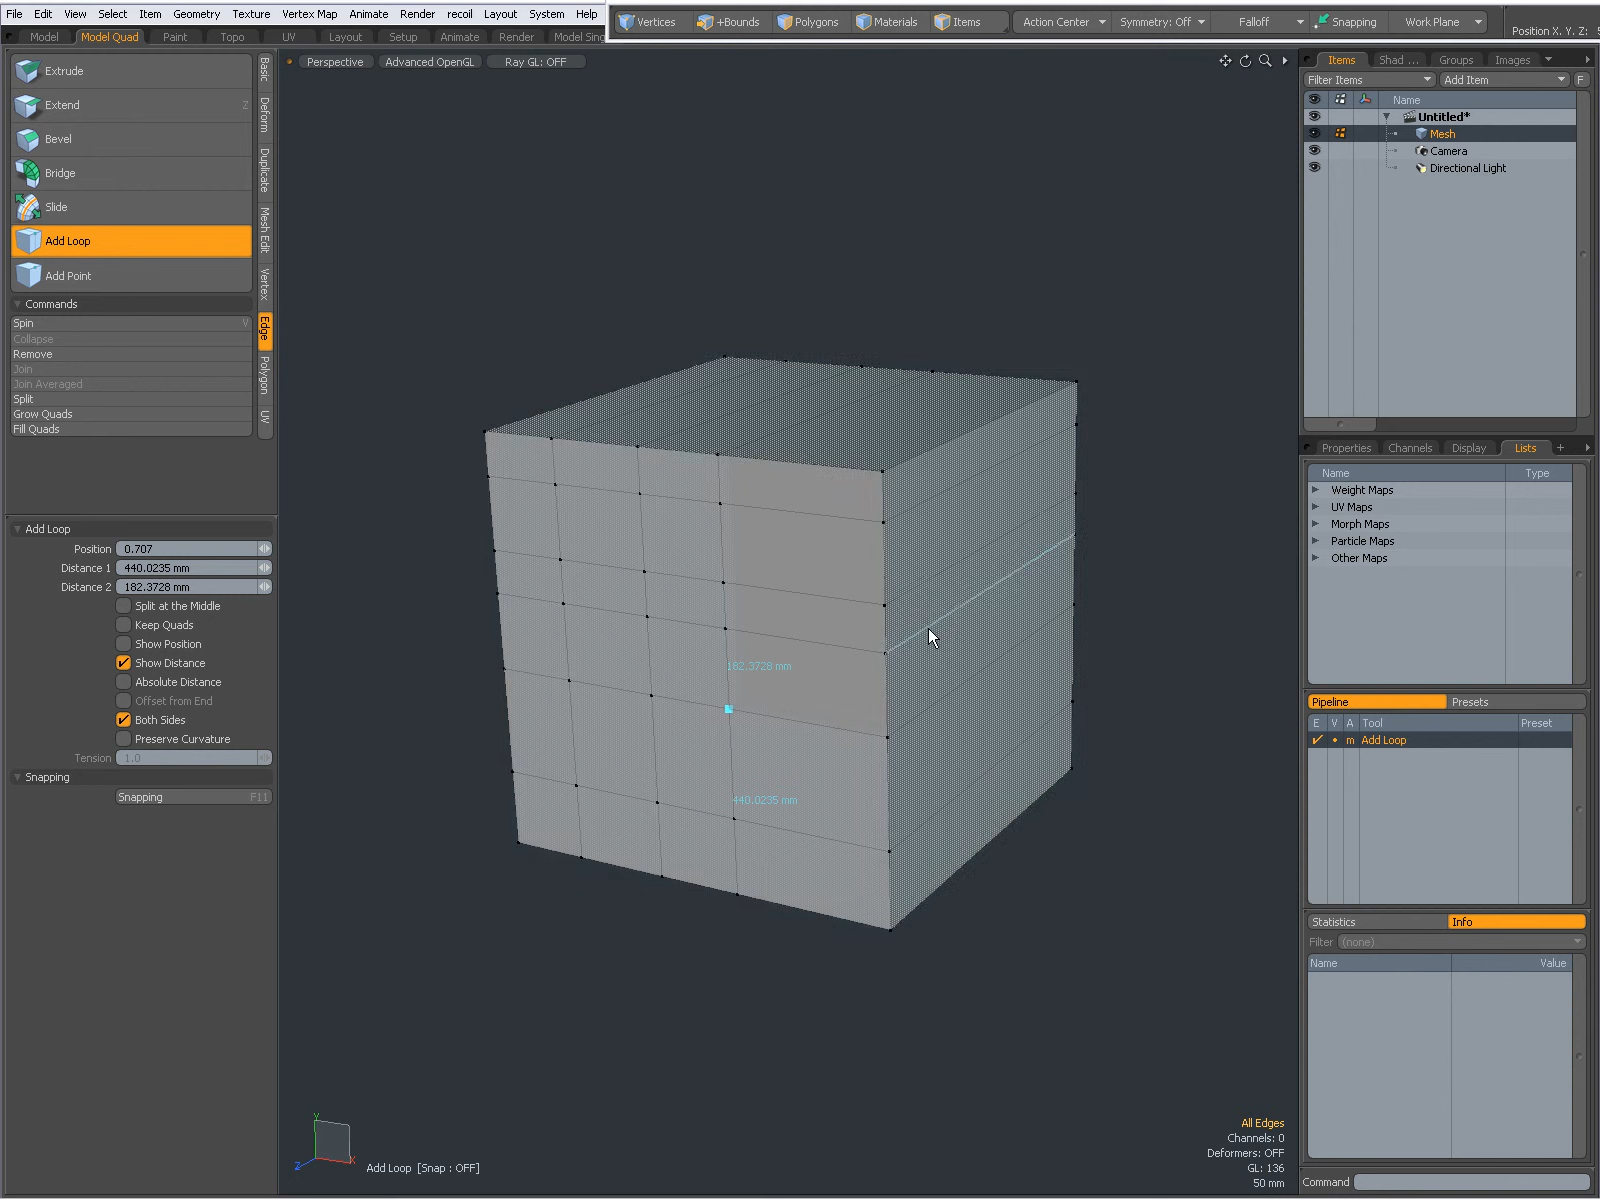 File Edit View Select Item Geometry Texture Vertex Map Animate Render recoil Layout System Help
Vertices +Bounds Polygons Materials Items Action Center Symmetry: Off Falloff Snapping Work Plane
Position X, Y, Z:
Model Model Quad Paint Topo UV Layout Setup Animate Render Model Sing
Extrude
Extend Z
Bevel
Bridge
Slide
Add Loop
Add Point
Commands
Spin V
Collapse
Remove
Join
Join Averaged
Split
Grow Quads
Fill Quads
Basic
Deform
Duplicate
Mesh Edit
Vertex
Edge
Polygon
UV
Add Loop
Position 0.707
Distance 1 440.0235 mm
Distance 2 182.3728 mm
Split at the Middle
Keep Quads
Show Position
Show Distance
Absolute Distance
Offset from End
Both Sides
Preserve Curvature
Tension 1.0
Snapping
Snapping F11
Perspective Advanced OpenGL Ray GL: OFF
182.3728 mm
440.0235 mm
Y
Z X
Add Loop [Snap : OFF]
All Edges
Channels: 0
Deformers: OFF
GL: 136
50 mm
Items Shad ... Groups Images
Filter Items Add Item F
Name
Untitled*
Mesh
Camera
Directional Light
Properties Channels Display Lists +
Name Type
Weight Maps
UV Maps
Morph Maps
Particle Maps
Other Maps
Pipeline Presets
E V A Tool Preset
m Add Loop
Statistics Info
Filter (none)
Name Value
Command